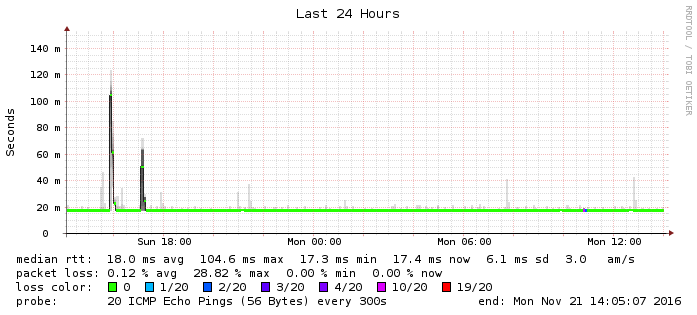 Last 24 Hours
RRDTOOL / TOBI OETIKER
Seconds
140 m
120 m
100 m
80 m
60 m
40 m
20 m
0
Sun 18:00 Mon 00:00 Mon 06:00 Mon 12:00
median rtt: 18.0 ms avg 104.6 ms max 17.3 ms min 17.4 ms now 6.1 ms sd 3.0 am/s
packet loss: 0.12 % avg 28.82 % max 0.00 % min 0.00 % now
loss color: 0 1/20 2/20 3/20 4/20 10/20 19/20
probe: 20 ICMP Echo Pings (56 Bytes) every 300s end: Mon Nov 21 14:05:07 2016